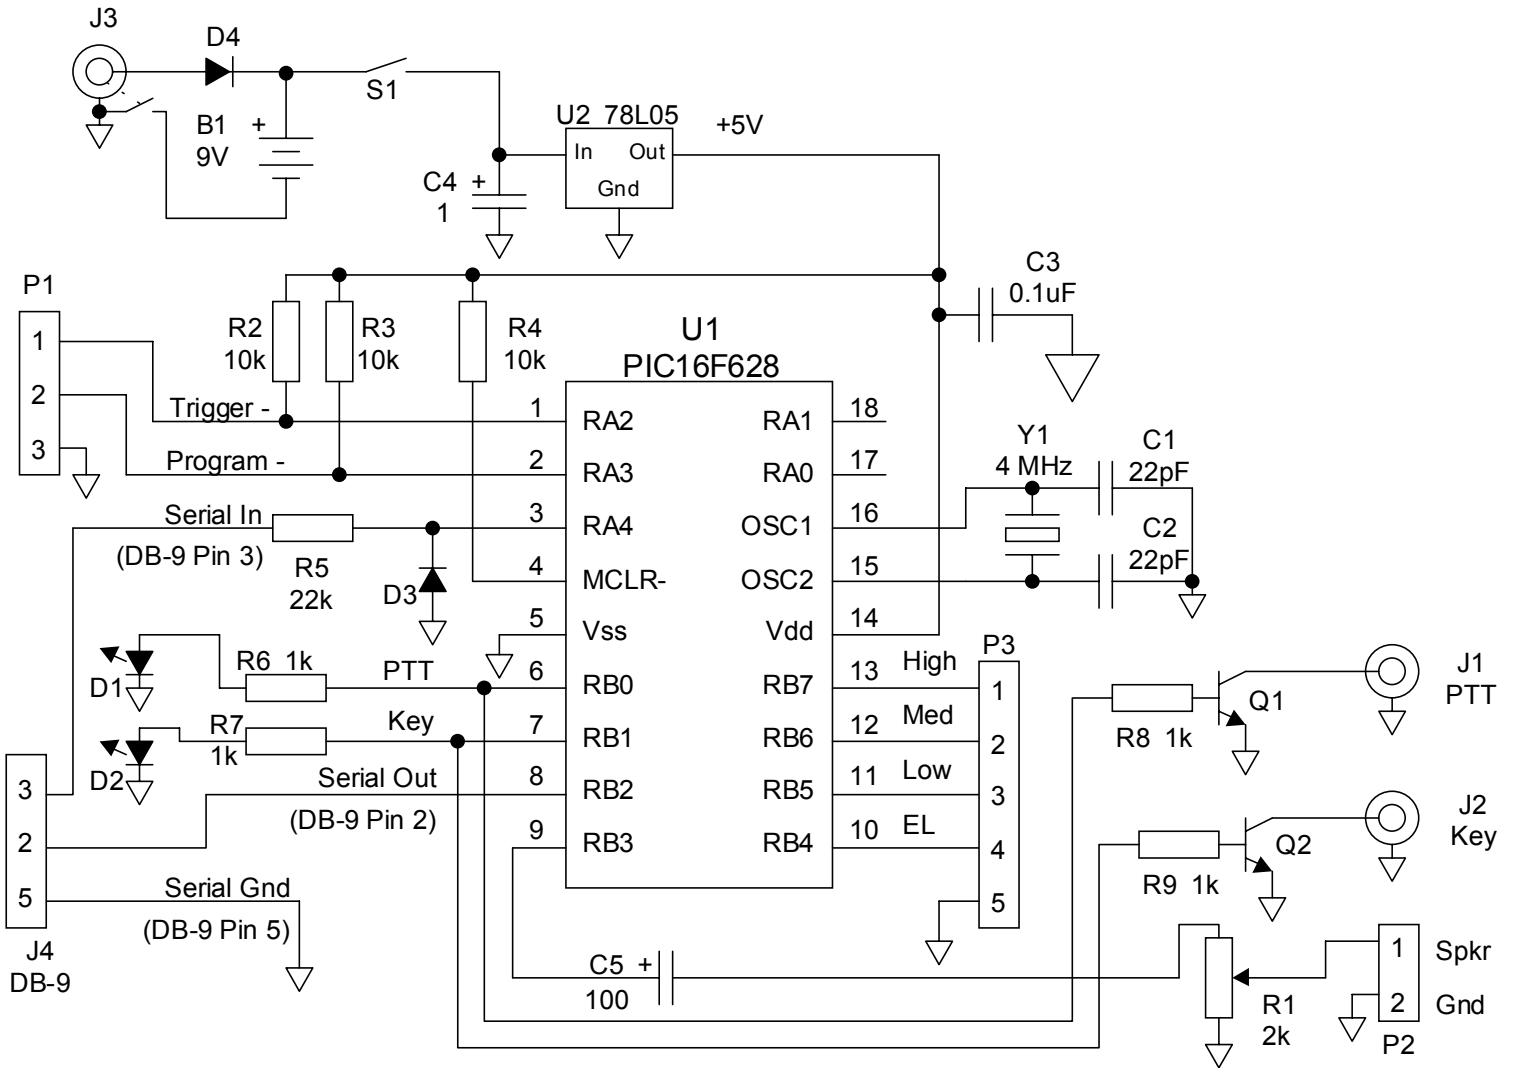 J3
D4
S1
B1 +
9V
U2 78L05
+5V
In Out
Gnd
C4 +
1
C3
0.1uF
P1
1
2
3
R2
10k
R3
10k
R4
10k
U1
PIC16F628
Trigger -
Program -
Serial In
(DB-9 Pin 3)
R5
22k
D3
1 RA2
2 RA3
3 RA4
4 MCLR-
5 Vss
6 RB0
7 RB1
8 RB2
9 RB3
RA1 18
RA0 17
OSC1 16
OSC2 15
Vdd 14
RB7 13
RB6 12
RB5 11
RB4 10
Y1
4 MHz
C1
22pF
C2
22pF
D1
R6 1k
PTT
D2
R7
1k
Key
Serial Out
(DB-9 Pin 2)
3
2
5
Serial Gnd
(DB-9 Pin 5)
J4
DB-9
High
Med
Low
EL
P3
1
2
3
4
5
R8 1k
Q1
J1
PTT
R9 1k
Q2
J2
Key
C5 +
100
R1
2k
1 Spkr
2 Gnd
P2